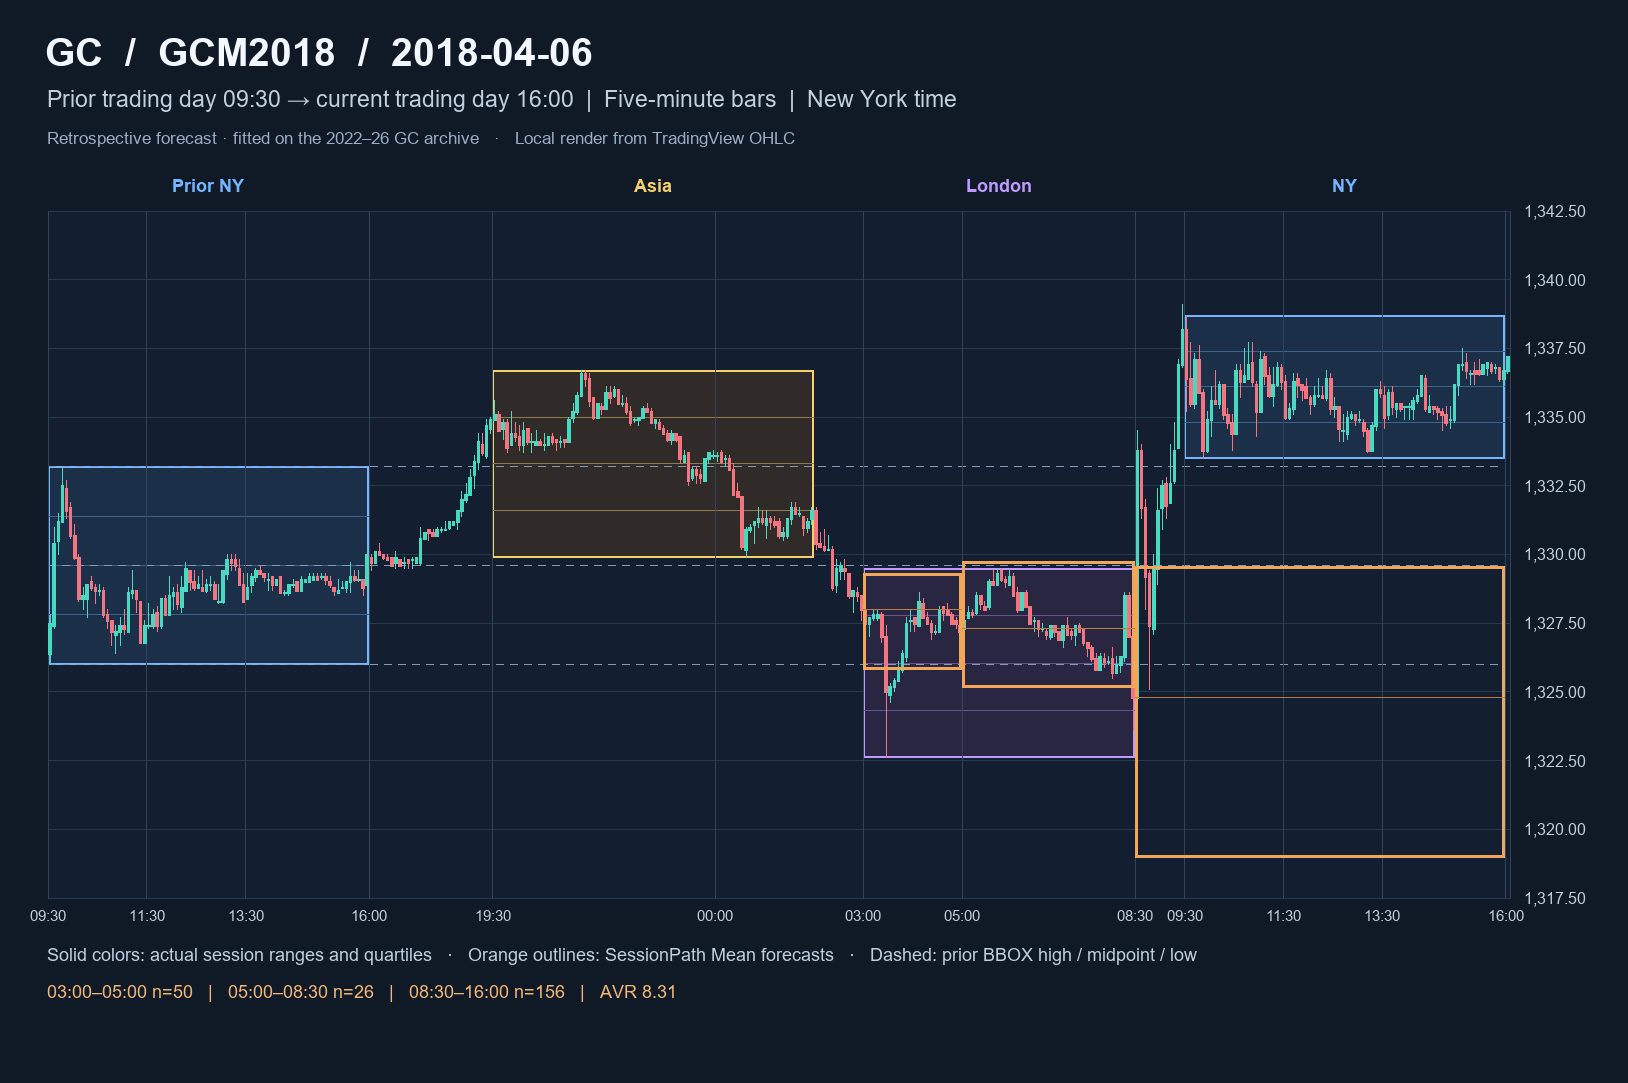 GC / GCM2018 / 2018-04-06
Prior trading day 09:30 → current trading day 16:00 | Five-minute bars | New York time
Retrospective forecast · fitted on the 2022–26 GC archive · Local render from TradingView OHLC
Prior NY Asia London NY
1,342.50
1,340.00
1,337.50
1,335.00
1,332.50
1,330.00
1,327.50
1,325.00
1,322.50
1,320.00
1,317.50
09:30 11:30 13:30 16:00 19:30 00:00 03:00 05:00 08:30 09:30 11:30 13:30 16:00
Solid colors: actual session ranges and quartiles · Orange outlines: SessionPath Mean forecasts · Dashed: prior BBOX high / midpoint / low
03:00–05:00 n=50 | 05:00–08:30 n=26 | 08:30–16:00 n=156 | AVR 8.31